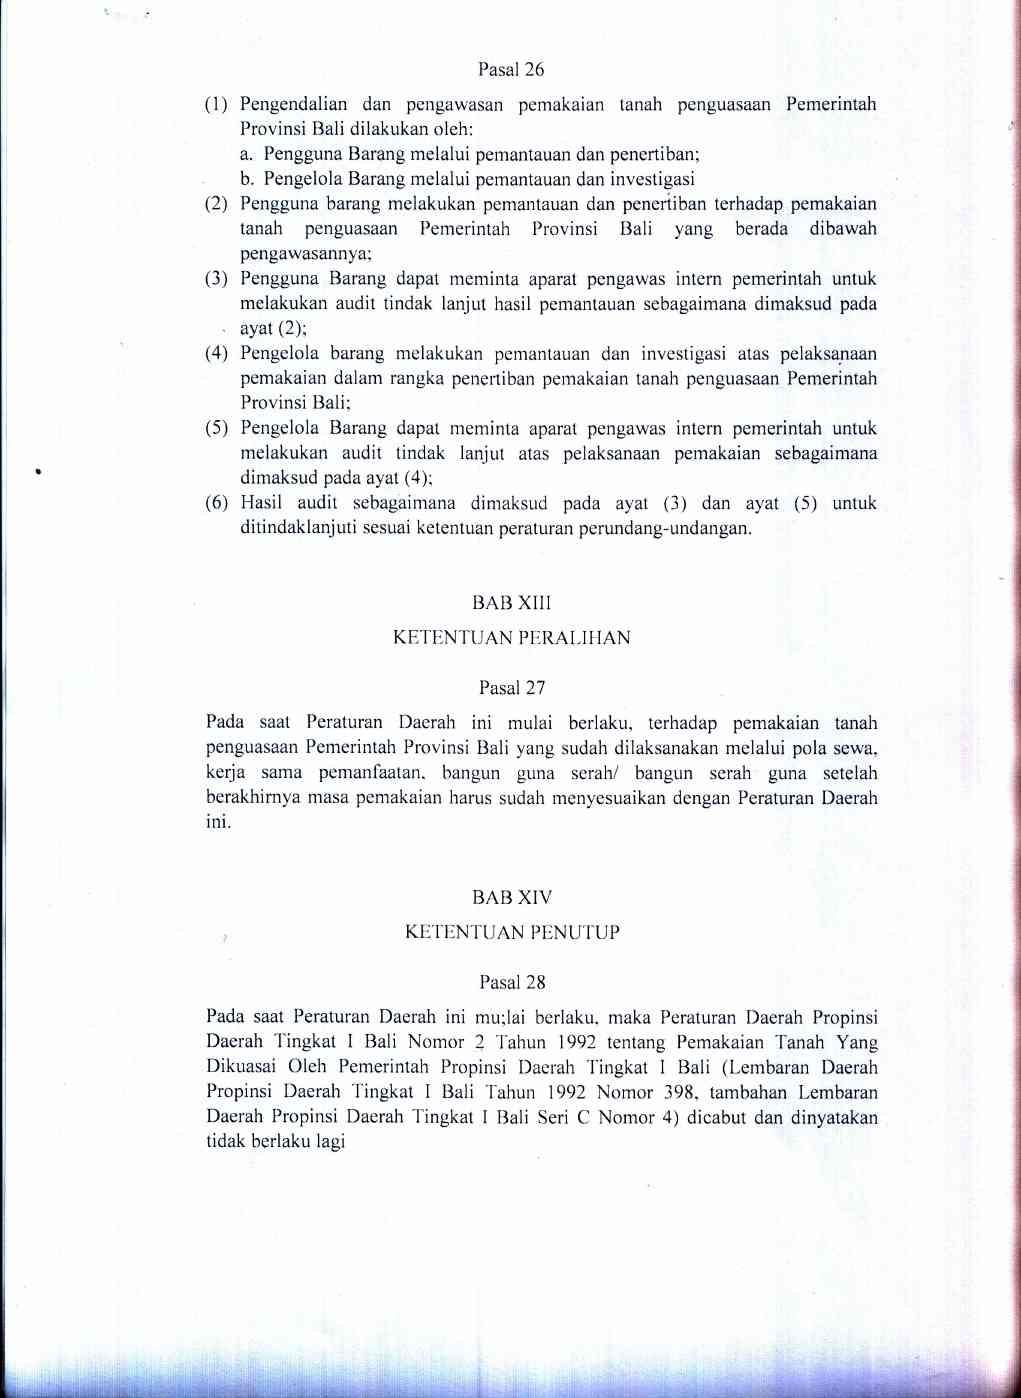 Pasal 26
(1) Pengendalian dan pengawasan pemakaian tanah penguasaan Pemerintah
Provinsi Bali dilakukan oleh:
a. Pengguna Barang melalui pemantauan dan penertiban;
b. Pengelola Barang melalui pemantauan dan investigasi
(2) Pengguna barang melakukan pemantauan dan penertiban terhadap pemakaian
tanah penguasaan Pemerintah Provinsi Bali yang berada dibawah
pengawasannya;
(3) Pengguna Barang dapat meminta aparat pengawas intern pemerintah untuk
melakukan audit tindak lanjut hasil pemantauan sebagaimana dimaksud pada
ayat (2);
(4) Pengelola barang melakukan pemantauan dan investigasi atas pelaksanaan
pemakaian dalam rangka penertiban pemakaian tanah penguasaan Pemerintah
Provinsi Bali;
(5) Pengelola Barang dapat meminta aparat pengawas intern pemerintah untuk
melakukan audit tindak lanjut atas pelaksanaan pemakaian sebagaimana
dimaksud pada ayat (4);
(6) Hasil audit sebagaimana dimaksud pada ayat (3) dan ayat (5) untuk
ditindaklanjuti sesuai ketentuan peraturan perundang-undangan.
BAB XIII
KETENTUAN PERALIHAN
Pasal 27
Pada saat Peraturan Daerah ini mulai berlaku, terhadap pemakaian tanah
penguasaan Pemerintah Provinsi Bali yang sudah dilaksanakan melalui pola sewa,
kerja sama pemanfaatan, bangun guna serah/ bangun serah guna setelah
berakhirnya masa pemakaian harus sudah menyesuaikan dengan Peraturan Daerah
ini.
BAB XIV
KETENTUAN PENUTUP
Pasal 28
Pada saat Peraturan Daerah ini mu;lai berlaku, maka Peraturan Daerah Propinsi
Daerah Tingkat I Bali Nomor 2 Tahun 1992 tentang Pemakaian Tanah Yang
Dikuasai Oleh Pemerintah Propinsi Daerah Tingkat I Bali (Lembaran Daerah
Propinsi Daerah Tingkat I Bali Tahun 1992 Nomor 398, tambahan Lembaran
Daerah Propinsi Daerah Tingkat I Bali Seri C Nomor 4) dicabut dan dinyatakan
tidak berlaku lagi